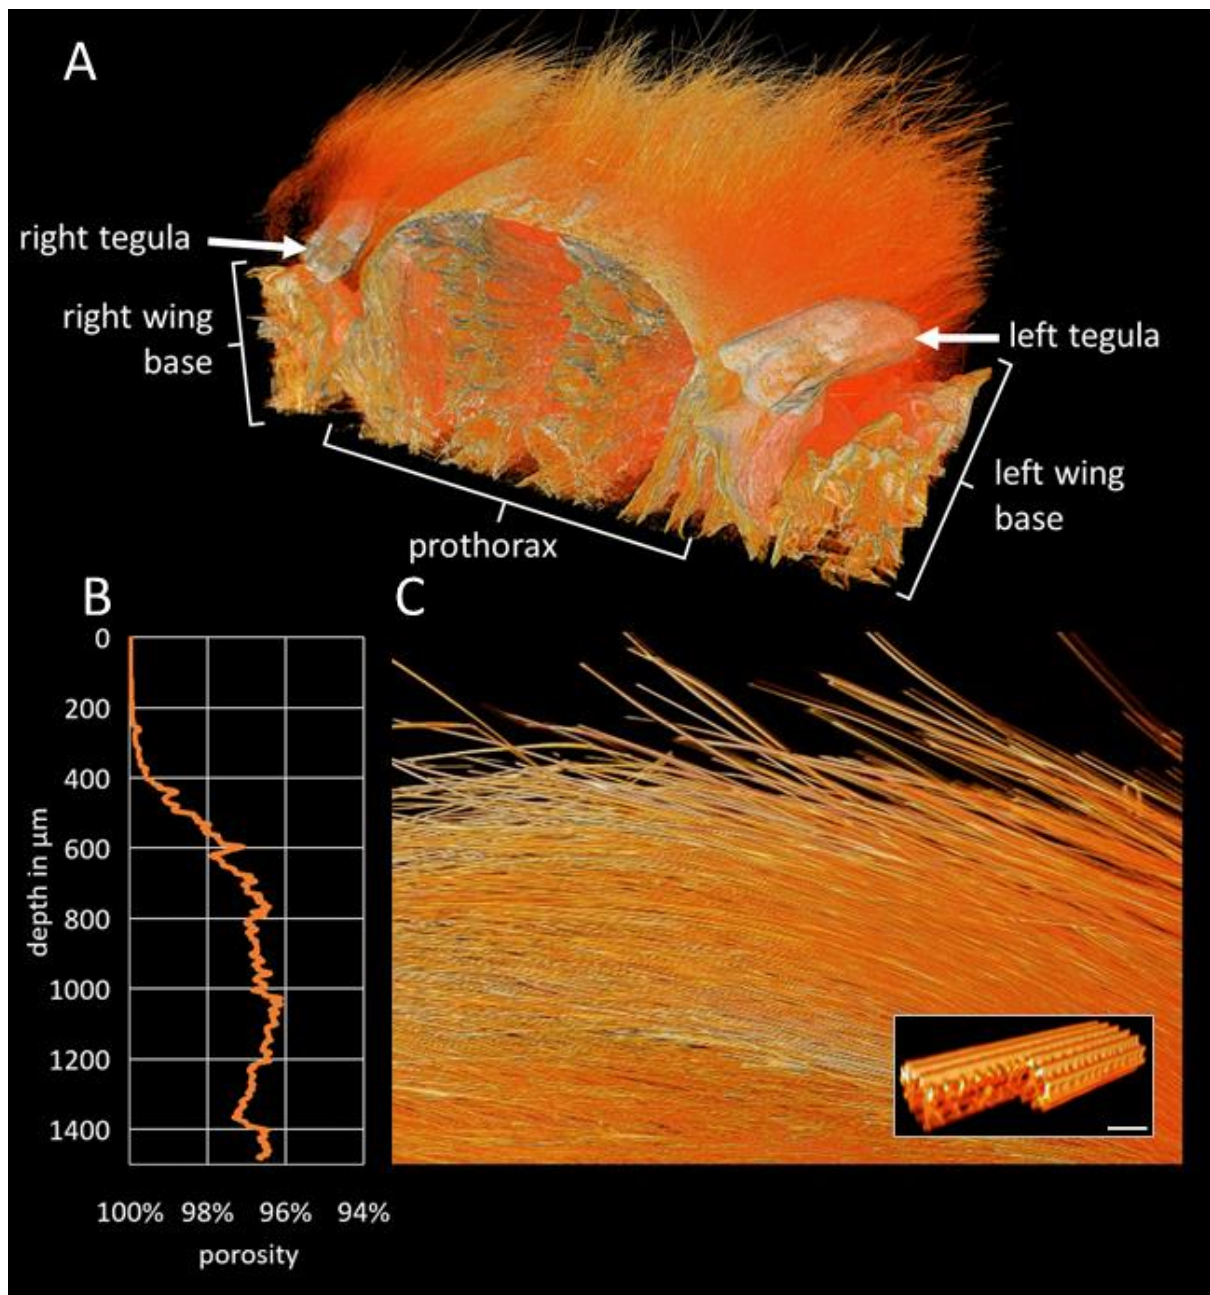 A
right tegula
right wing
base
left tegula
left wing
base
prothorax
B
C
0
200
400
600
800
1000
1200
1400
depth in µm
100% 98% 96% 94%
porosity